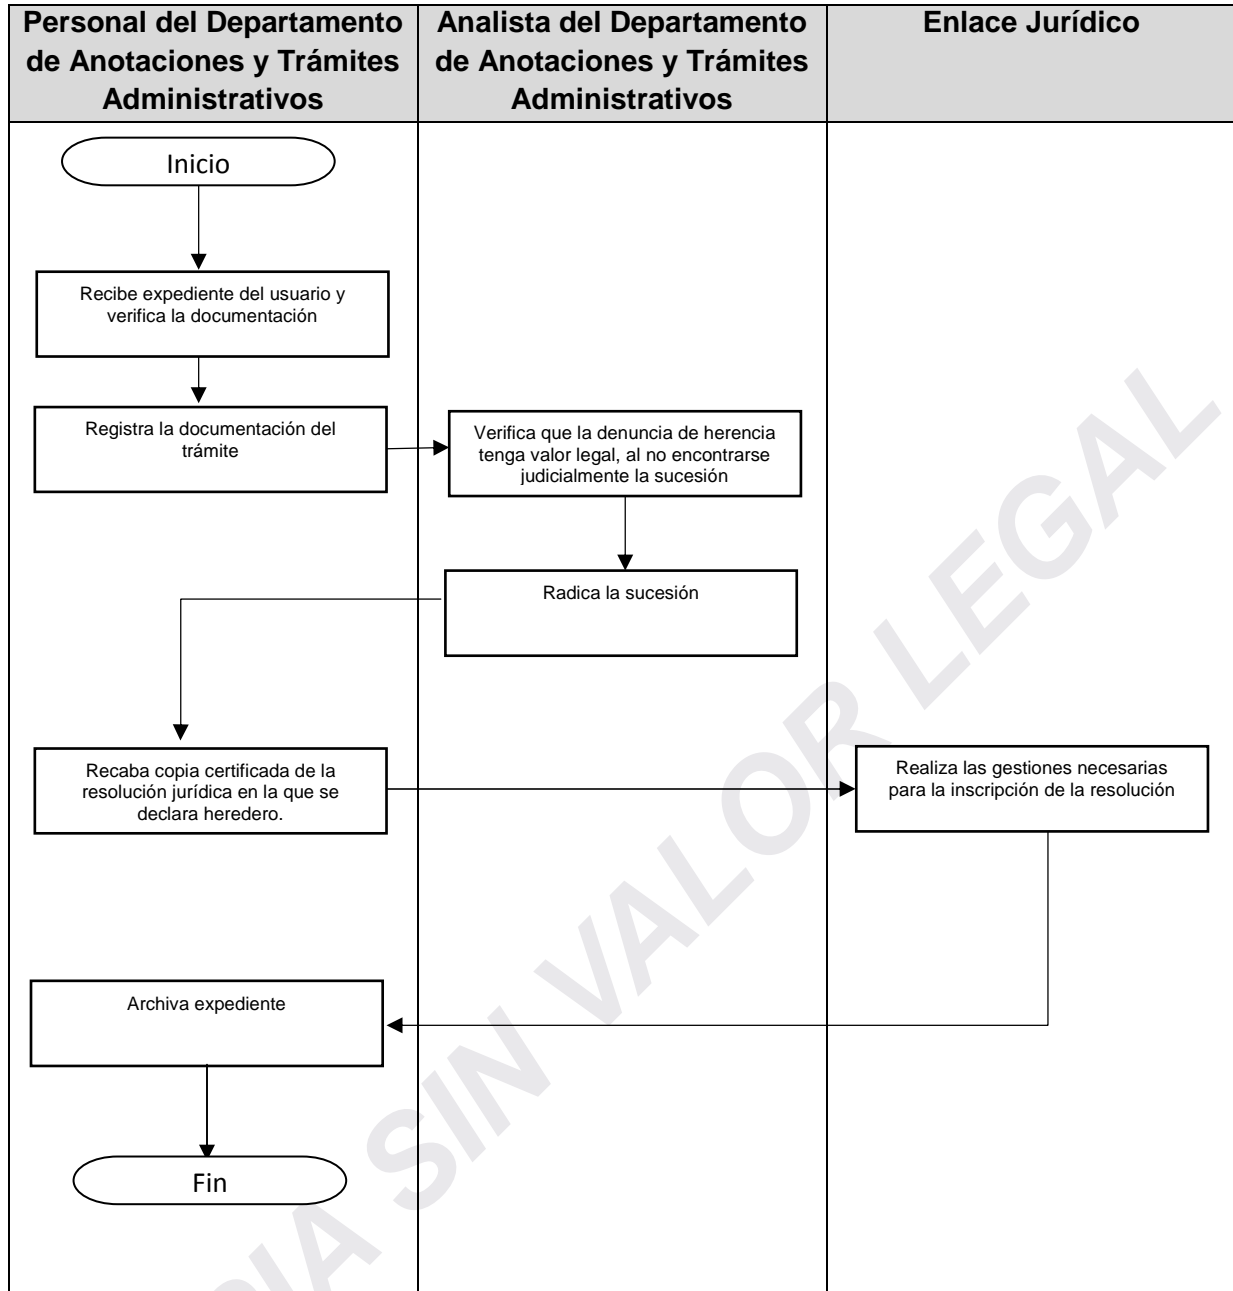 Personal del Departamento
de Anotaciones y Trámites
Administrativos
Analista del Departamento
de Anotaciones y Trámites
Administrativos
Enlace Jurídico
Inicio
Recibe expediente del usuario y
verifica la documentación
Registra la documentación del
trámite
Verifica que la denuncia de herencia
tenga valor legal, al no encontrarse
judicialmente la sucesión
Radica la sucesión
Recaba copia certificada de la
resolución jurídica en la que se
declara heredero.
Realiza las gestiones necesarias
para la inscripción de la resolución
Archiva expediente
Fin
PIA SIN VALOR LEGAL